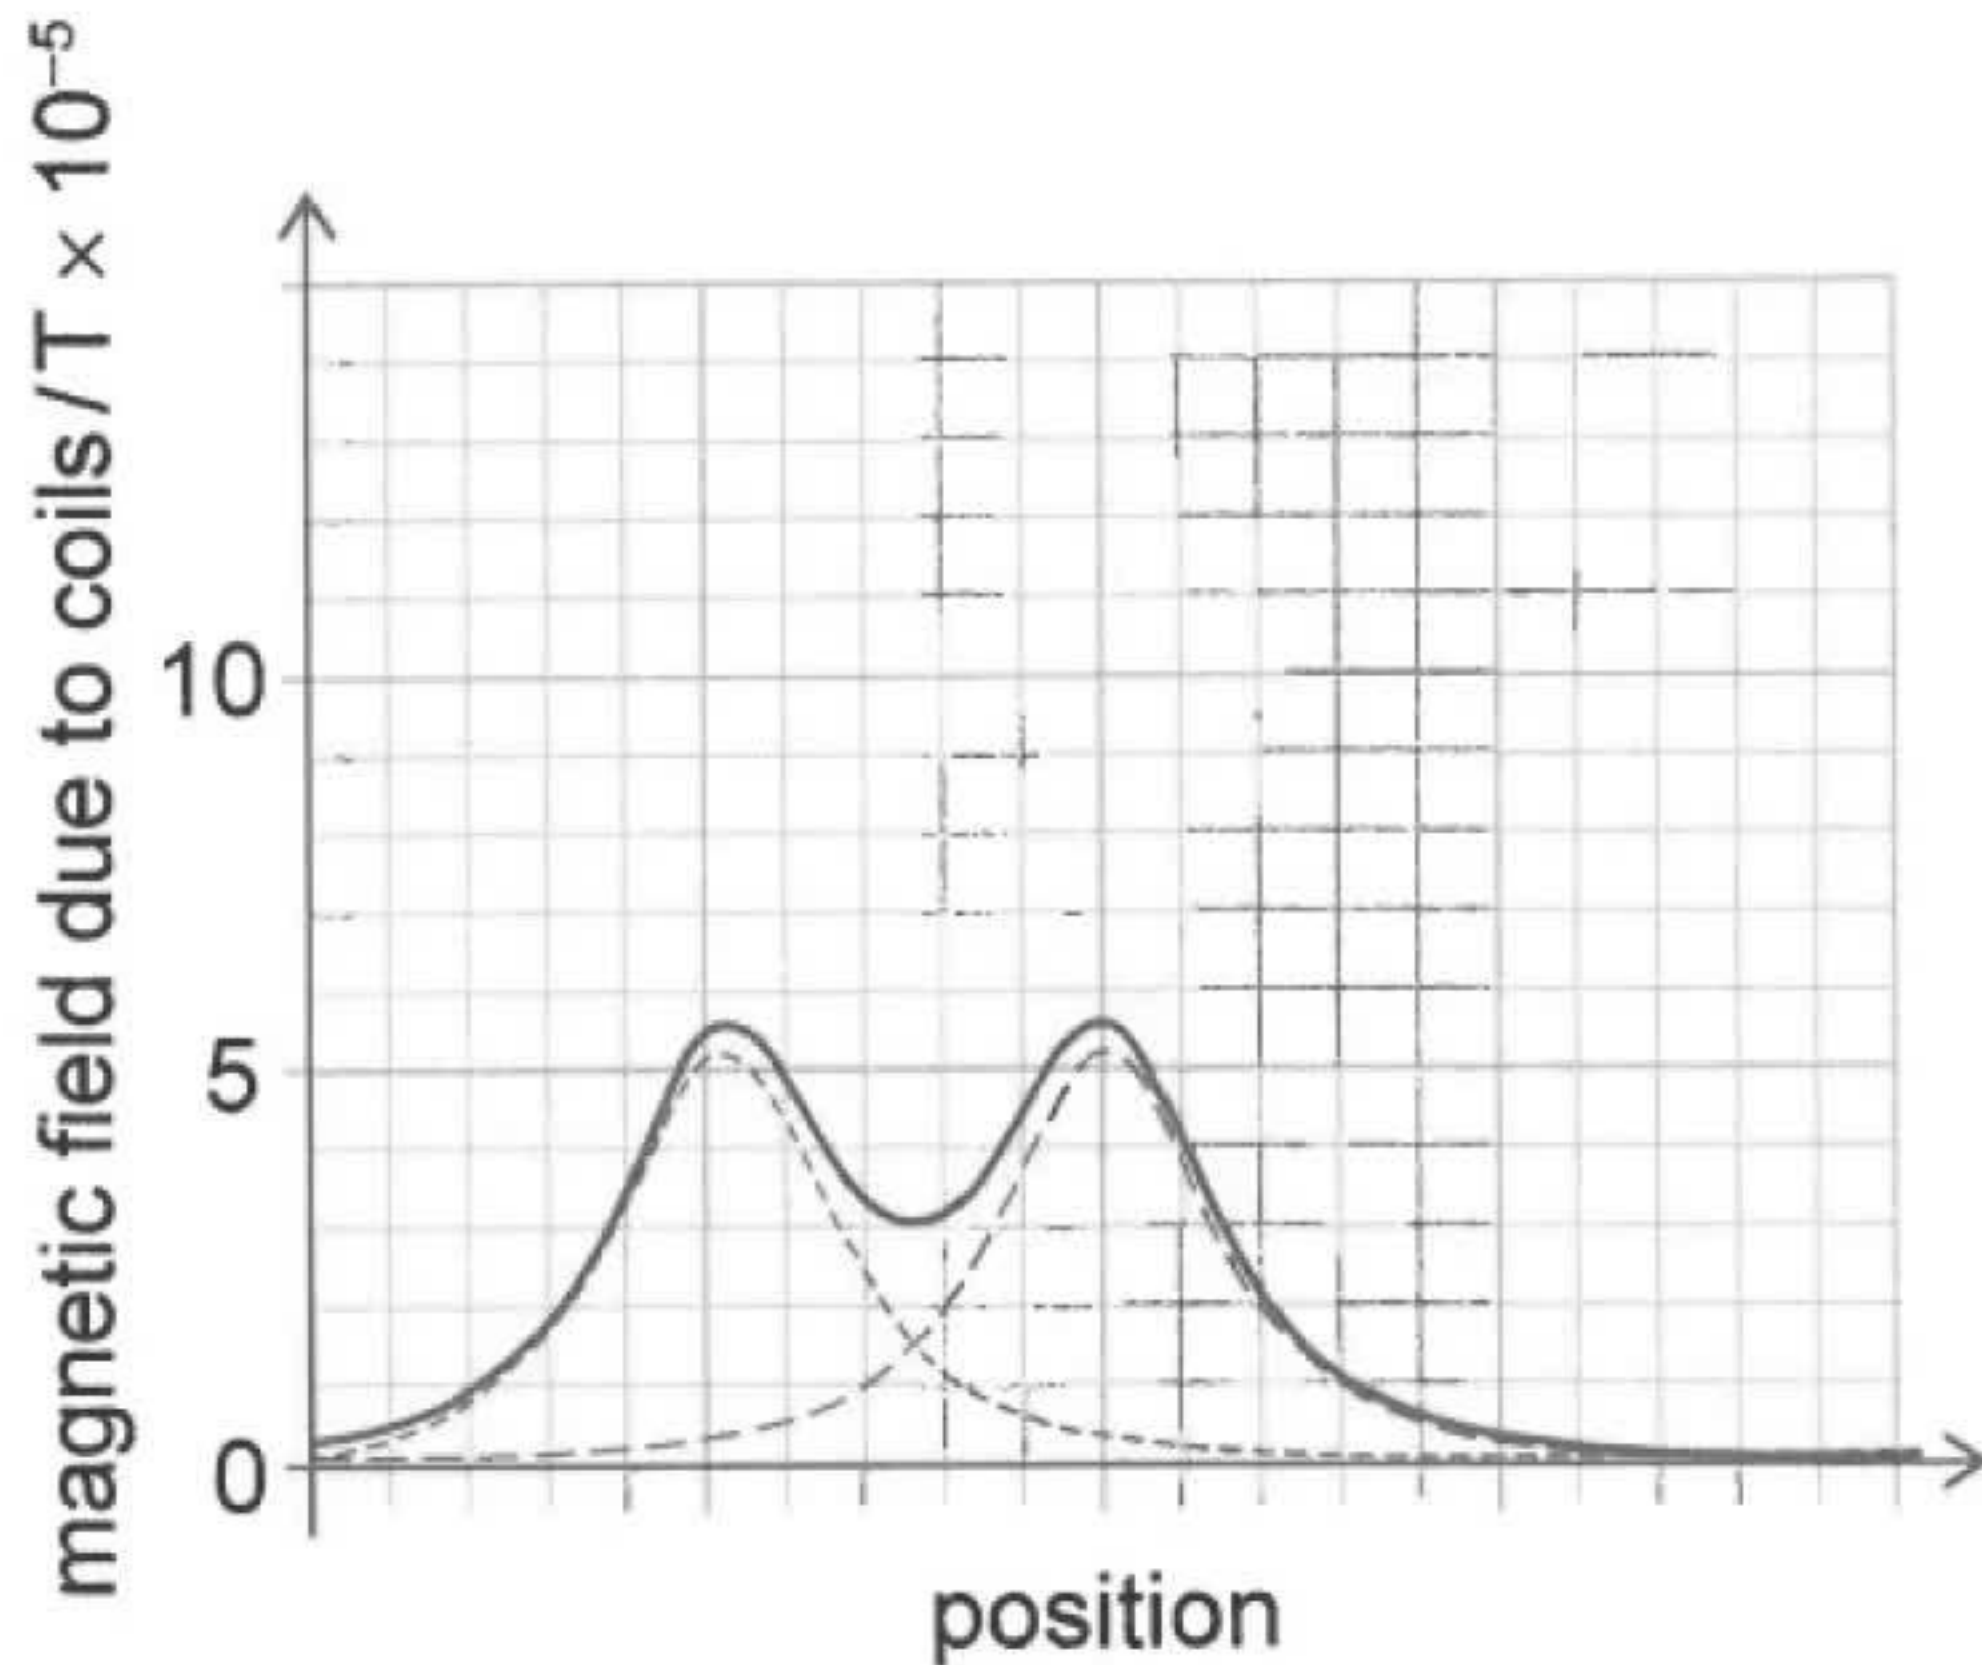 magnetic field due to coils/T × 10⁻⁵
10
5
0
position